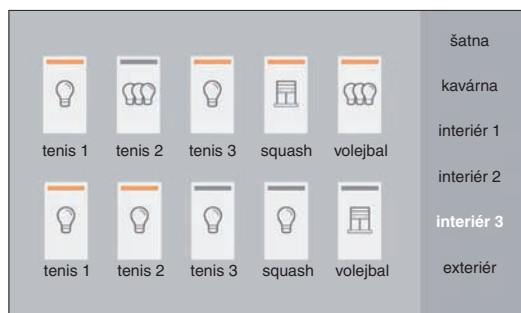 tenis 1 tenis 2 tenis 3 squash volejbal
tenis 1 tenis 2 tenis 3 squash volejbal
šatna
kavárna
interiér 1
interiér 2
interiér 3
exteriér